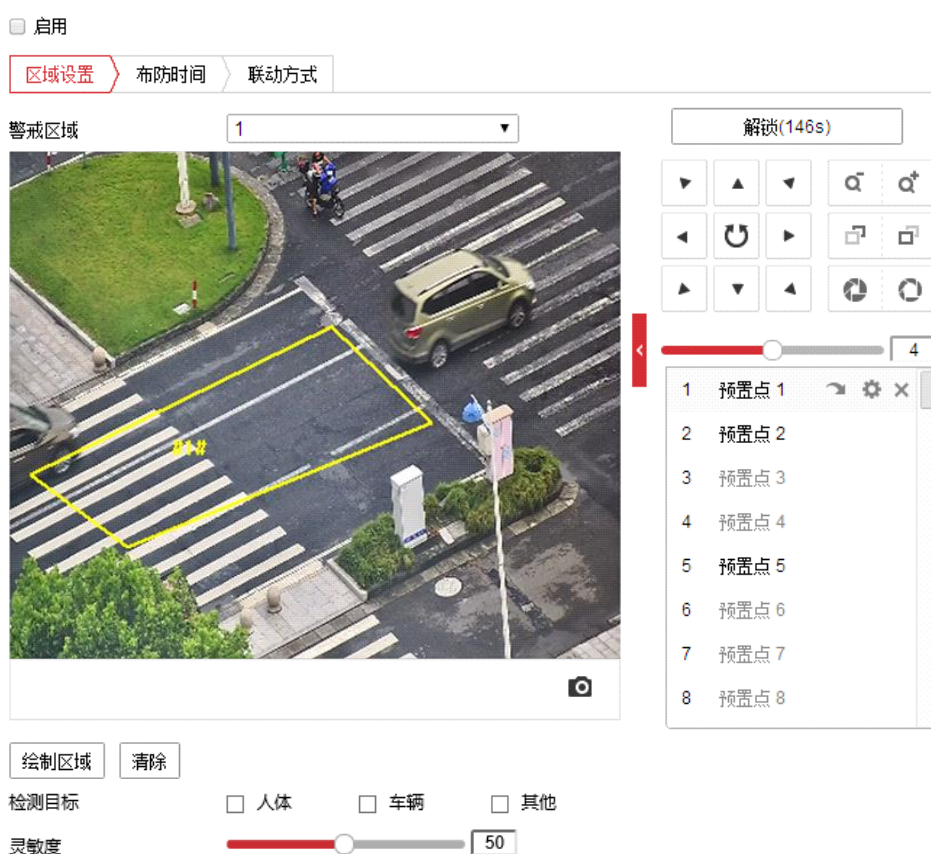 启用
区域设置 布防时间 联动方式
警戒区域 1
解锁(146s)
#1#
4
1 预置点 1
2 预置点 2
3 预置点 3
4 预置点 4
5 预置点 5
6 预置点 6
7 预置点 7
8 预置点 8
绘制区域 清除
检测目标 人体 车辆 其他
灵敏度 50